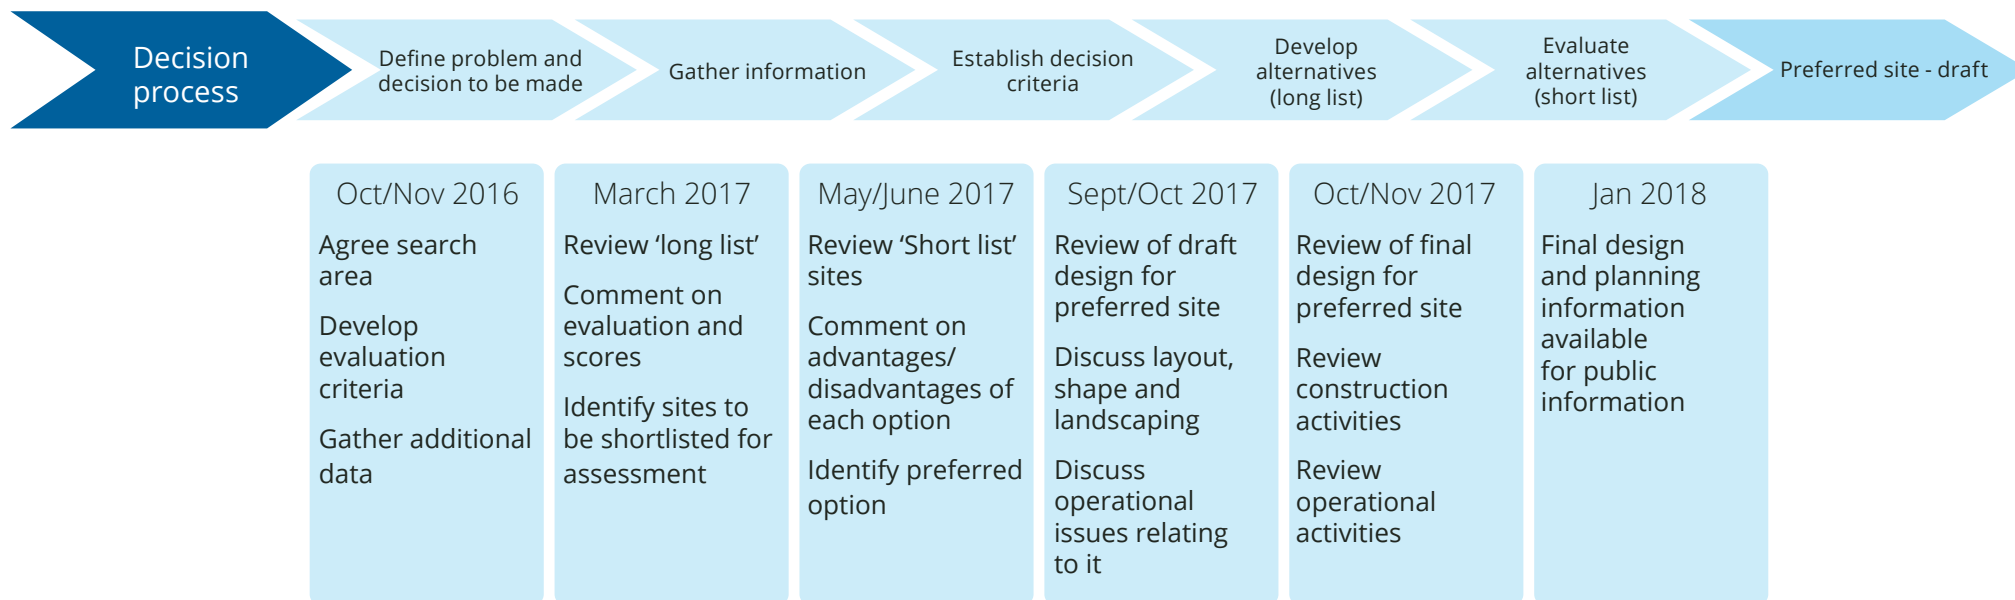 Decision
process
Define problem and
decision to be made
Gather information
Establish decision
criteria
Develop
alternatives
(long list)
Evaluate
alternatives
(short list)
Preferred site - draft
Oct/Nov 2016
Agree search
area
Develop
evaluation
criteria
Gather additional
data
March 2017
Review ‘long list’
Comment on
evaluation and
scores
Identify sites to
be shortlisted for
assessment
May/June 2017
Review ‘Short list’
sites
Comment on
advantages/
disadvantages of
each option
Identify preferred
option
Sept/Oct 2017
Review of draft
design for
preferred site
Discuss layout,
shape and
landscaping
Discuss
operational
issues relating
to it
Oct/Nov 2017
Review of final
design for
preferred site
Review
construction
activities
Review
operational
activities
Jan 2018
Final design
and planning
information
available
for public
information